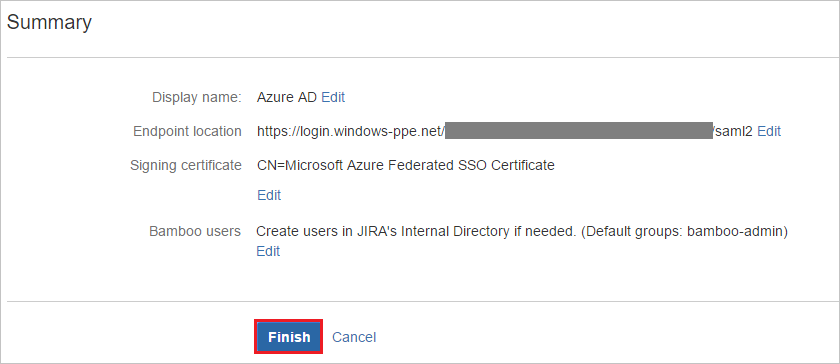 Summary
Display name: Azure AD Edit
Endpoint location https://login.windows-ppe.net/ /saml2 Edit
Signing certificate CN=Microsoft Azure Federated SSO Certificate
Edit
Bamboo users Create users in JIRA's Internal Directory if needed. (Default groups: bamboo-admin)
Edit
Finish Cancel